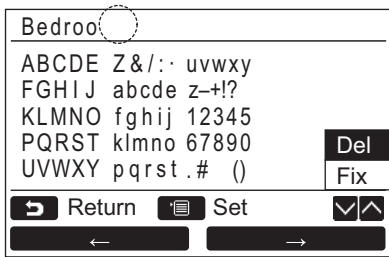 Bedroo
ABCDE Z&/:· uvwxy
FGHIJ abcde z–+!?
KLMNO fghij 12345
PQRST klmno 67890
UVWXY pqrst.# ()
Del
Fix
Return Set
← →